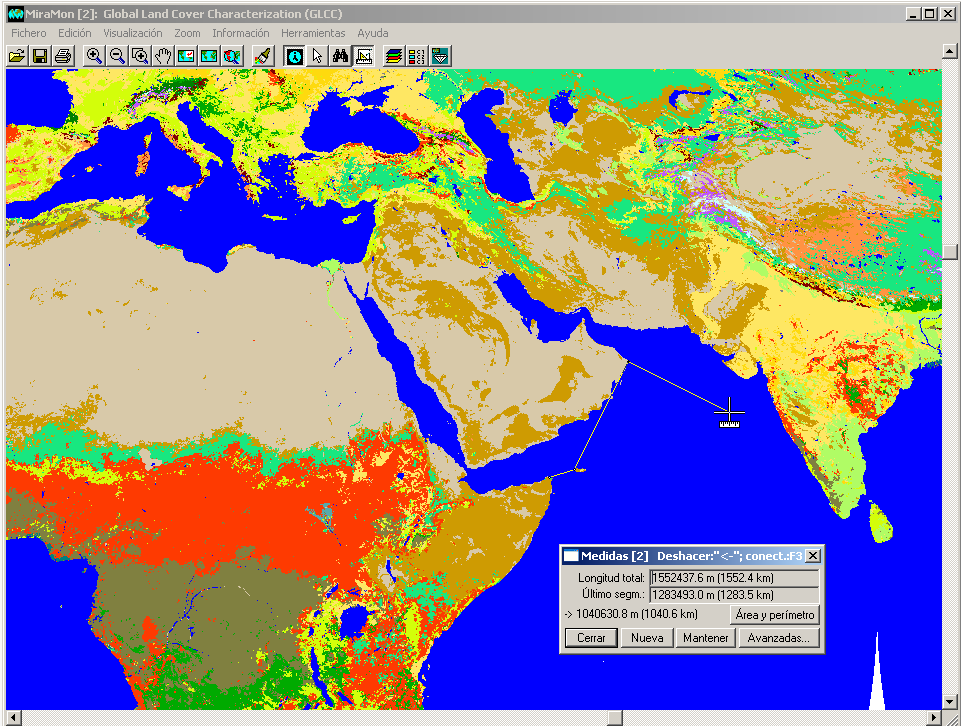 MiraMon [2]: Global Land Cover Characterization (GLCC)
Fichero Edición Visualización Zoom Información Herramientas Ayuda
Medidas [2] Deshacer:"<-"; conect.:F3
Longitud total: 1552437.6 m (1552.4 km)
Último segm.: 1283493.0 m (1283.5 km)
-> 1040630.8 m (1040.6 km) Área y perímetro
Cerrar Nueva Mantener Avanzadas...